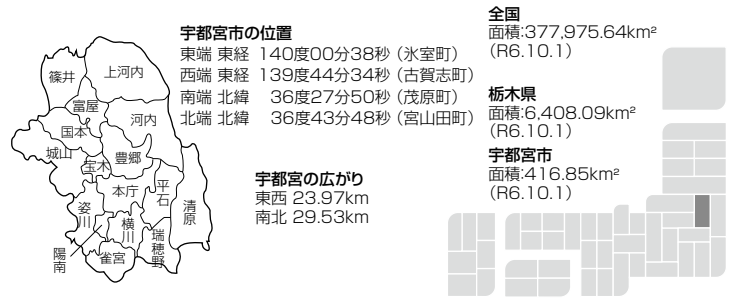 宇都宮市の位置
東端 東経 140度00分38秒（氷室町）
西端 東経 139度44分34秒（古賀志町）
南端 北緯 36度27分50秒（茂原町）
北端 北緯 36度43分48秒（宮山田町）
宇都宮の広がり
東西 23.97km
南北 29.53km
全国
面積:377,975.64km²
（R6.10.1）
栃木県
面積:6,408.09km²
（R6.10.1）
宇都宮市
面積:416.85km²
（R6.10.1）
篠井
上河内
富屋
国本
河内
城山
宝木
豊郷
本庁
平石
清原
姿川
横川
瑞穂野
陽南
雀宮